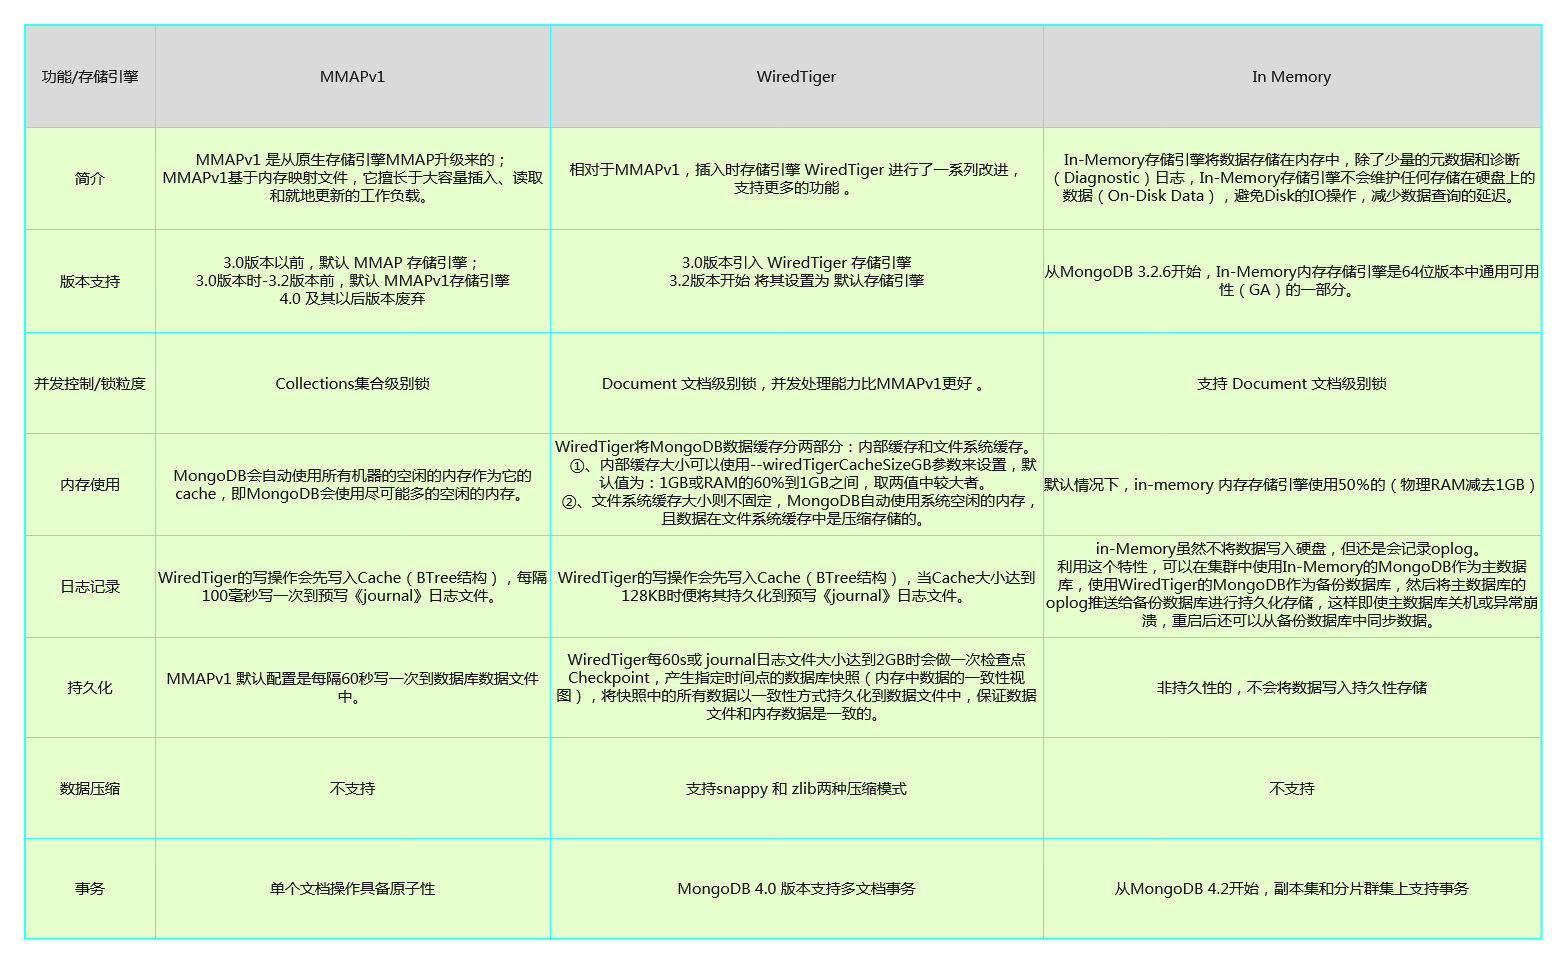 功能/存储引擎
MMAPv1
WiredTiger
In Memory
简介
MMAPv1 是从原生存储引擎MMAP升级来的；
MMAPv1基于内存映射文件，它擅长于大容量插入、读取
和就地更新的工作负载。
相对于MMAPv1，插入时存储引擎 WiredTiger 进行了一系列改进，
支持更多的功能 。
In-Memory存储引擎将数据存储在内存中，除了少量的元数据和诊断
（Diagnostic）日志，In-Memory存储引擎不会维护任何存储在硬盘上的
数据（On-Disk Data），避免Disk的IO操作，减少数据查询的延迟。
版本支持
3.0版本以前，默认 MMAP 存储引擎；
3.0版本时-3.2版本前，默认 MMAPv1存储引擎
4.0 及其以后版本废弃
3.0版本引入 WiredTiger 存储引擎
3.2版本开始 将其设置为 默认存储引擎
从MongoDB 3.2.6开始，In-Memory内存存储引擎是64位版本中通用可用
性（GA）的一部分。
并发控制/锁粒度
Collections集合级别锁
Document 文档级别锁，并发处理能力比MMAPv1更好 。
支持 Document 文档级别锁
内存使用
MongoDB会自动使用所有机器的空闲的内存作为它的
cache，即MongoDB会使用尽可能多的空闲的内存。
WiredTiger将MongoDB数据缓存分两部分：内部缓存和文件系统缓存。
①、内部缓存大小可以使用--wiredTigerCacheSizeGB参数来设置，默
认值为：1GB或RAM的60%到1GB之间，取两值中较大者。
②、文件系统缓存大小则不固定，MongoDB自动使用系统空闲的内存，
且数据在文件系统缓存中是压缩存储的。
默认情况下，in-memory 内存存储引擎使用50％的（物理RAM减去1GB）
日志记录
WiredTiger的写操作会先写入Cache（BTree结构），每隔
100毫秒写一次到预写《journal》日志文件。
WiredTiger的写操作会先写入Cache（BTree结构），当Cache大小达到
128KB时便将其持久化到预写《journal》日志文件。
in-Memory虽然不将数据写入硬盘，但还是会记录oplog。
利用这个特性，可以在集群中使用In-Memory的MongoDB作为主数据
库，使用WiredTiger的MongoDB作为备份数据库，然后将主数据库的
oplog推送给备份数据库进行持久化存储，这样即使主数据库关机或异常崩
溃，重启后还可以从备份数据库中同步数据。
持久化
MMAPv1 默认配置是每隔60秒写一次到数据库数据文件
中。
WiredTiger每60s或 journal日志文件大小达到2GB时会做一次检查点
Checkpoint，产生指定时间点的数据库快照（内存中数据的一致性视
图），将快照中的所有数据以一致性方式持久化到数据文件中，保证数据
文件和内存数据是一致的。
非持久性的，不会将数据写入持久性存储
数据压缩
不支持
支持snappy 和 zlib两种压缩模式
不支持
事务
单个文档操作具备原子性
MongoDB 4.0 版本支持多文档事务
从MongoDB 4.2开始，副本集和分片群集上支持事务